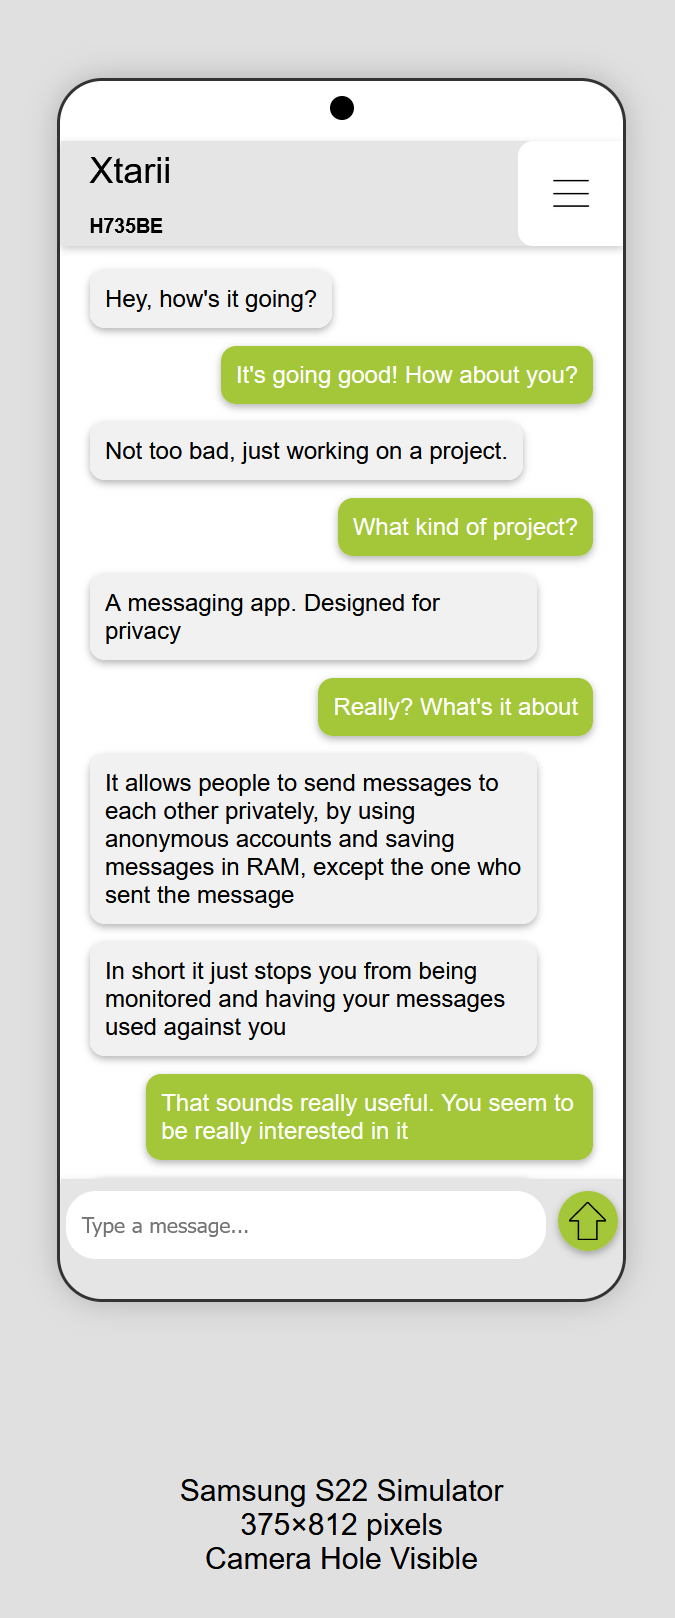 Xtarii
H735BE
Hey, how's it going?
It's going good! How about you?
Not too bad, just working on a project.
What kind of project?
A messaging app. Designed for
privacy
Really? What's it about
It allows people to send messages to
each other privately, by using
anonymous accounts and saving
messages in RAM, except the one who
sent the message
In short it just stops you from being
monitored and having your messages
used against you
That sounds really useful. You seem to
be really interested in it
Type a message...
Samsung S22 Simulator
375×812 pixels
Camera Hole Visible